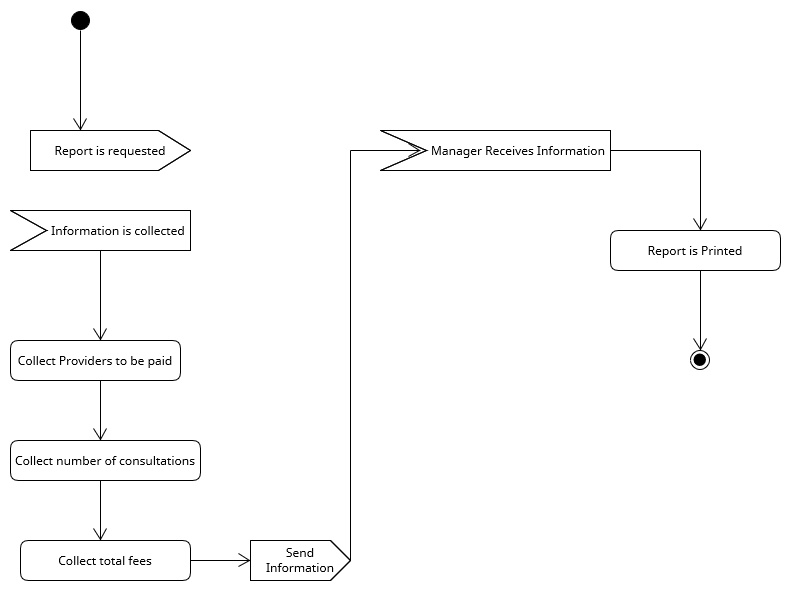 Report is requested
Information is collected
Collect Providers to be paid
Collect number of consultations
Collect total fees
Send
Information
Manager Receives Information
Report is Printed